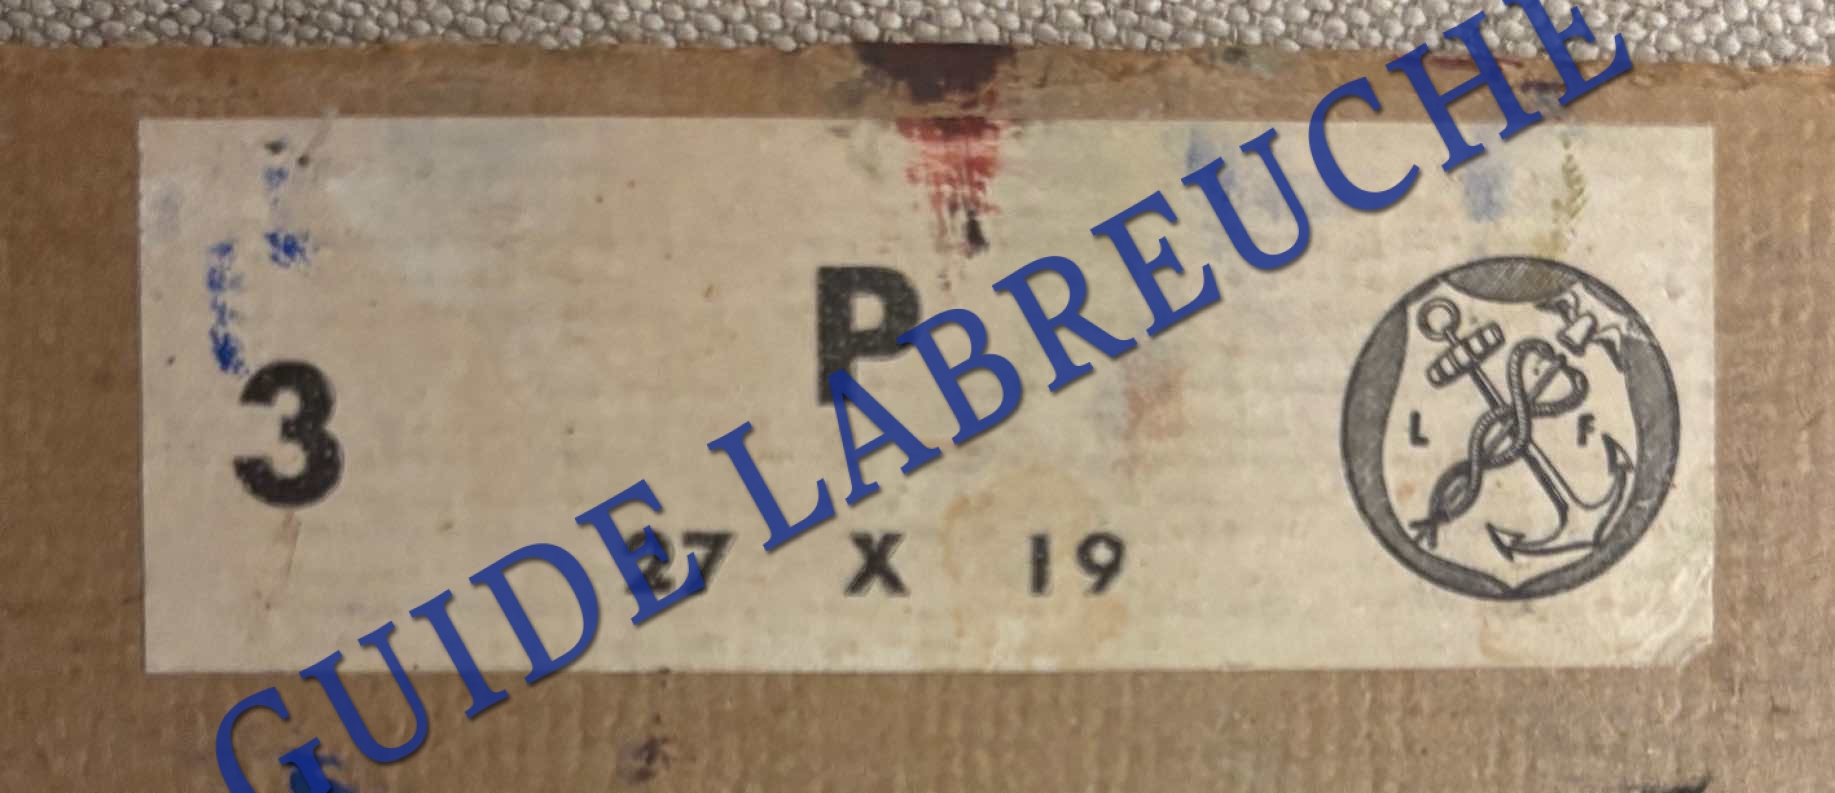 P
3
27 X 19
L F
GUIDE LABREUCHE